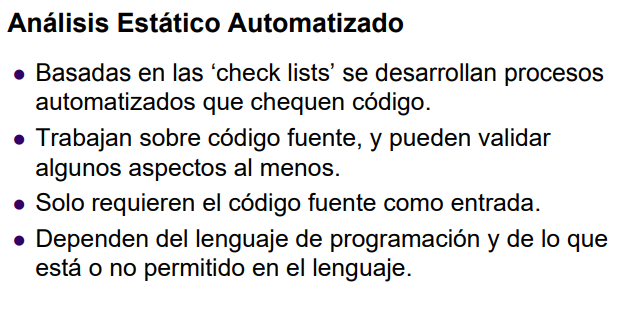 Análisis Estático Automatizado
● Basadas en las ‘check lists’ se desarrollan procesos
automatizados que chequen código.
● Trabajan sobre código fuente, y pueden validar
algunos aspectos al menos.
● Solo requieren el código fuente como entrada.
● Dependen del lenguaje de programación y de lo que
está o no permitido en el lenguaje.